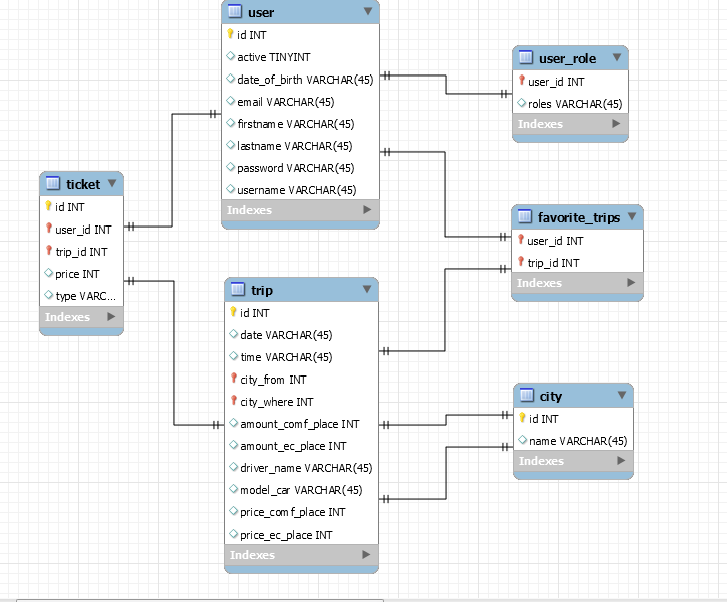 user
id INT
active TINYINT
date_of_birth VARCHAR(45)
email VARCHAR(45)
firstname VARCHAR(45)
lastname VARCHAR(45)
password VARCHAR(45)
username VARCHAR(45)
Indexes
user_role
user_id INT
roles VARCHAR(45)
Indexes
ticket
id INT
user_id INT
trip_id INT
price INT
type VARC...
Indexes
favorite_trips
user_id INT
trip_id INT
Indexes
trip
id INT
date VARCHAR(45)
time VARCHAR(45)
city_from INT
city_where INT
amount_comf_place INT
amount_ec_place INT
driver_name VARCHAR(45)
model_car VARCHAR(45)
price_comf_place INT
price_ec_place INT
Indexes
city
id INT
name VARCHAR(45)
Indexes